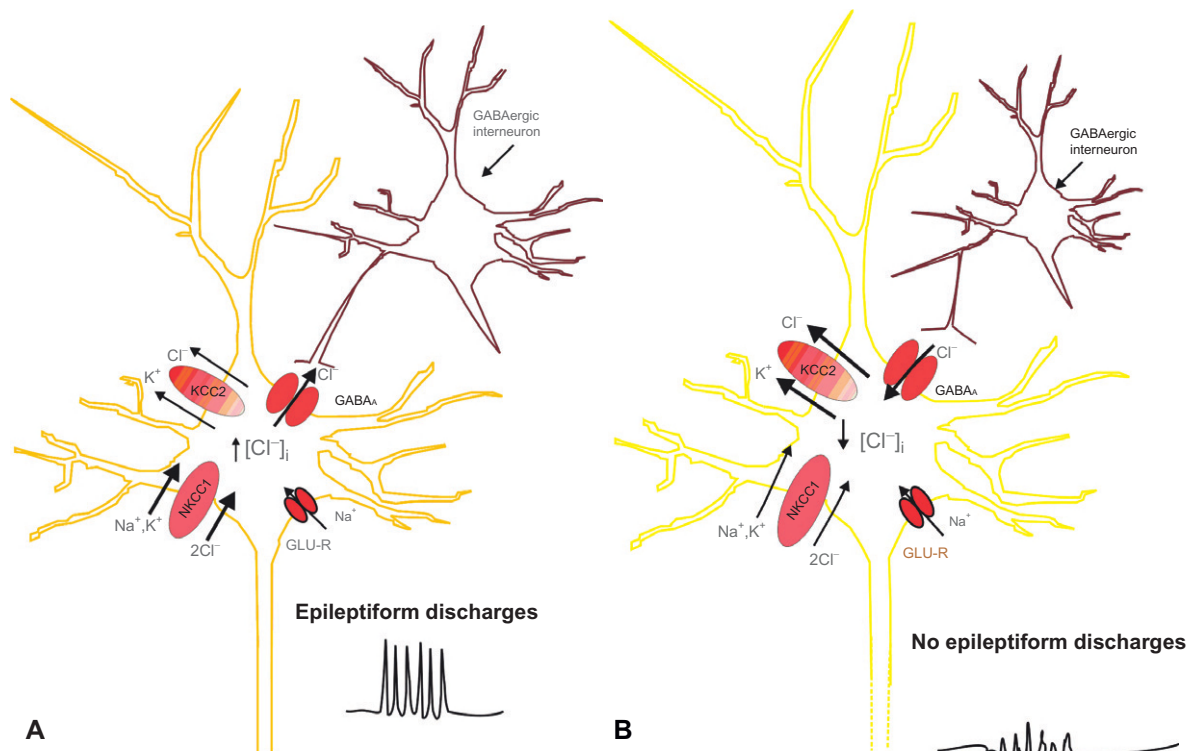 GABAergic
interneuron
Cl⁻
K⁺
KCC2
Cl⁻
GABAA
[Cl⁻]i
NKCC1
Na⁺,K⁺
2Cl⁻
Na⁺
GLU-R
Epileptiform discharges
A
GABAergic
interneuron
Cl⁻
K⁺
KCC2
Cl⁻
GABAA
[Cl⁻]i
NKCC1
Na⁺,K⁺
2Cl⁻
Na⁺
GLU-R
No epileptiform discharges
B